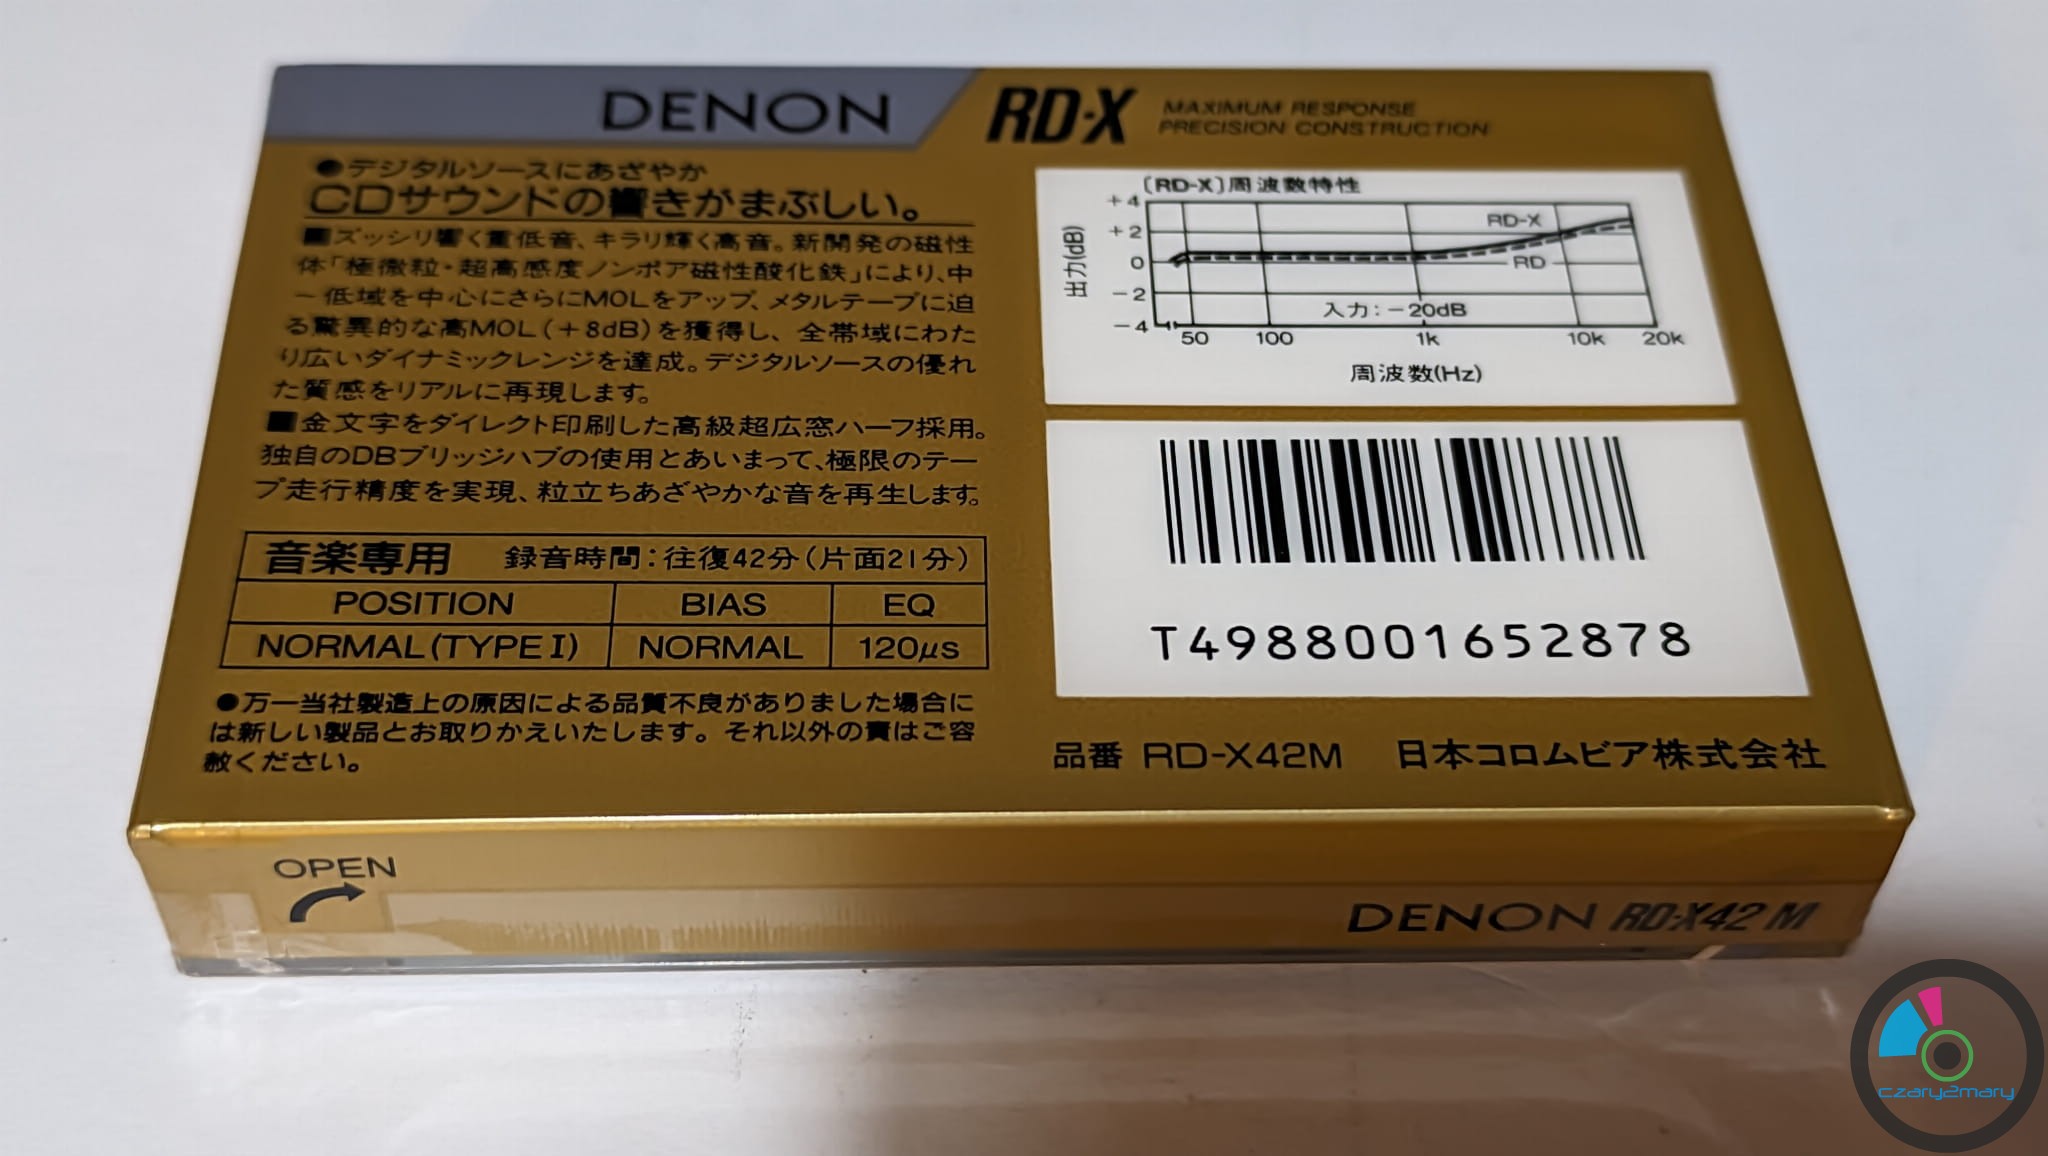 DENON
RD-X
MAXIMUM RESPONSE
PRECISION CONSTRUCTION
●デジタルソースにあざやか
CDサウンドの響きがまぶしい。
■ズッシリ響く重低音、キラリ輝く高音。新開発の磁性
体「極微粒・超高感度ノンポア磁性酸化鉄」により、中
～低域を中心にさらにMOLをアップ、メタルテープに迫
る驚異的な高MOL(+8dB)を獲得し、全帯域にわた
り広いダイナミックレンジを達成。デジタルソースの優れ
た質感をリアルに再現します。
■金文字をダイレクト印刷した高級超広窓ハーフ採用。
独自のDBブリッジハブの使用とあいまって、極限のテー
プ走行精度を実現、粒立ちあざやかな音を再生します。
音楽専用 録音時間:往復42分(片面21分)
POSITION BIAS EQ
NORMAL(TYPE I) NORMAL 120μs
●万一当社製造上の原因による品質不良がありました場合に
は新しい製品とお取りかえいたします。それ以外の責はご容
赦ください。
[RD-X]周波数特性
出力(dB)
+4
+2
0
-2
-4
RD-X
RD
入力:-20dB
50 100 1k 10k 20k
周波数(Hz)
T4988001652878
品番 RD-X42M 日本コロムビア株式会社
OPEN
DENON RD-X42 M
czary2mary